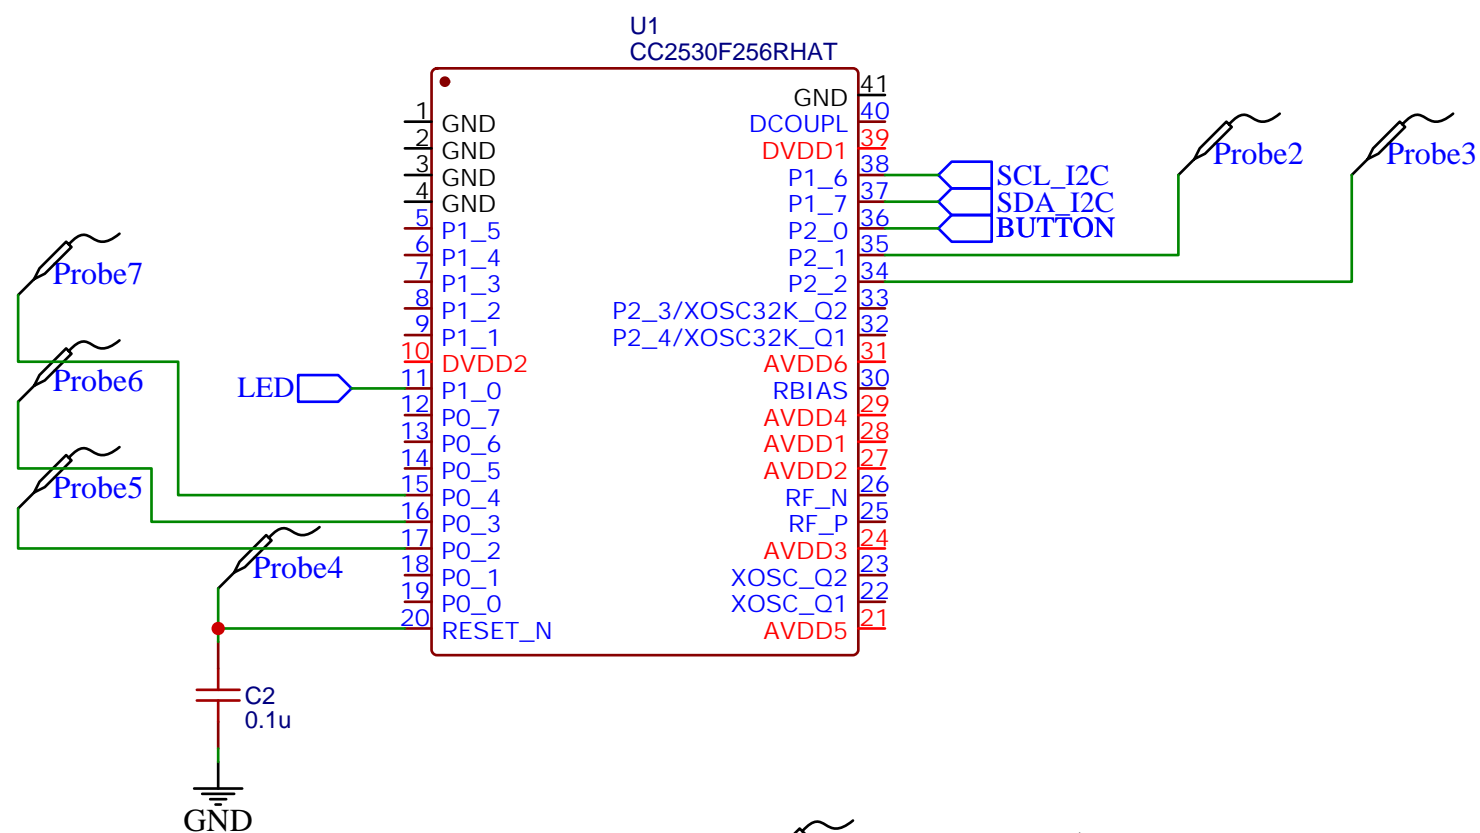 U1
CC2530F256RHAT
1 GND
2 GND
3 GND
4 GND
5 P1_5
6 P1_4
7 P1_3
8 P1_2
9 P1_1
10 DVDD2
11 P1_0
12 P0_7
13 P0_6
14 P0_5
15 P0_4
16 P0_3
17 P0_2
18 P0_1
19 P0_0
20 RESET_N
GND 41
DCOUPL 40
DVDD1 39
P1_6 38
P1_7 37
P2_0 36
P2_1 35
P2_2 34
P2_3/XOSC32K_Q2 33
P2_4/XOSC32K_Q1 32
AVDD6 31
RBIAS 30
AVDD4 29
AVDD1 28
AVDD2 27
RF_N 26
RF_P 25
AVDD3 24
XOSC_Q2 23
XOSC_Q1 22
AVDD5 21
SCL_I2C
SDA_I2C
BUTTON
Probe2
Probe3
Probe7
Probe6
Probe5
Probe4
LED
C2
0.1u
GND